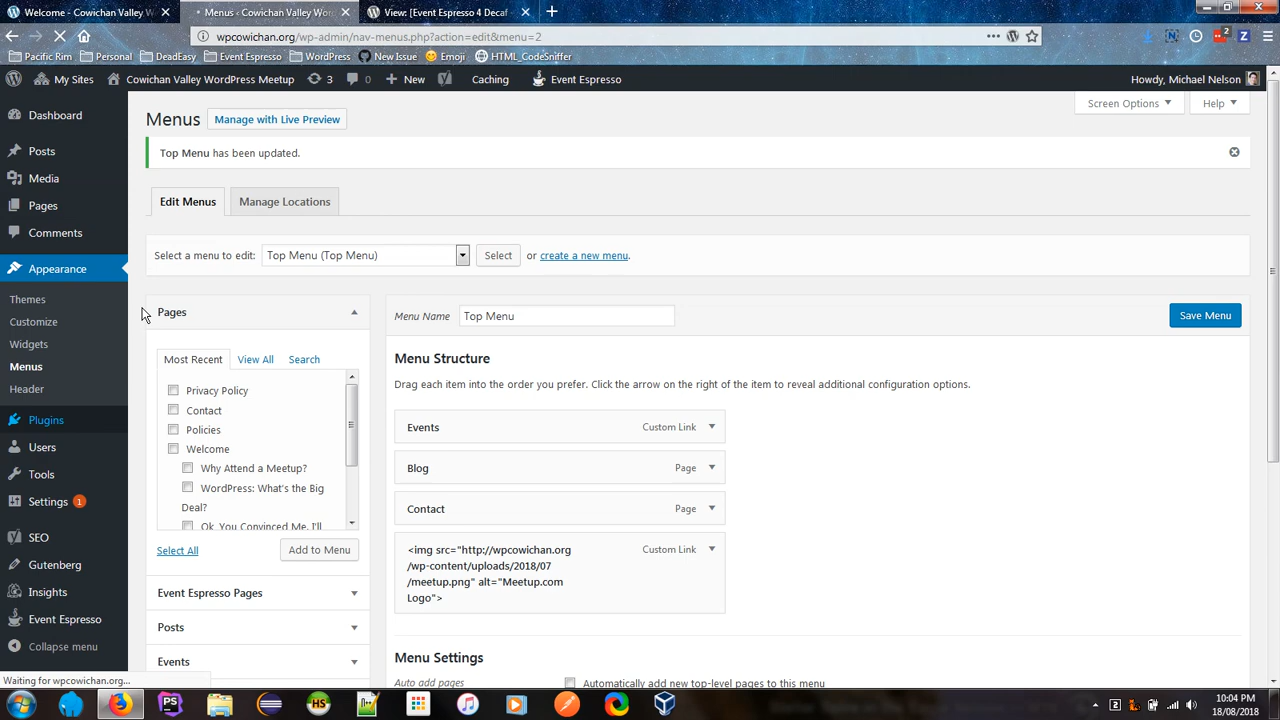 Welcome - Cowichan Valley W
Menus - Cowichan Valley Wor
View: [Event Espresso 4 Decaf
wpcowichan.org/wp-admin/nav-menus.php?action=edit&menu=2
2
Pacific Rim
Personal
DeadEasy
Event Espresso
WordPress
Github
New Issue
Emoji
HTML_CodeSniffer
My Sites
Cowichan Valley WordPress Meetup
3
0
New
Caching
Event Espresso
Howdy, Michael Nelson
Screen Options
Help
Dashboard
Posts
Media
Pages
Comments
Appearance
Themes
Customize
Widgets
Menus
Header
Plugins
Users
Tools
Settings 1
SEO
Gutenberg
Insights
Event Espresso
Collapse menu
Menus
Manage with Live Preview
Top Menu has been updated.
Edit Menus
Manage Locations
Select a menu to edit:
Top Menu (Top Menu)
Select
or create a new menu.
Pages
Most Recent
View All
Search
Privacy Policy
Contact
Policies
Welcome
Why Attend a Meetup?
WordPress: What's the Big
Deal?
Ok, You Convinced Me, I'll
Select All
Add to Menu
Event Espresso Pages
Posts
Events
Menu Name
Top Menu
Save Menu
Menu Structure
Drag each item into the order you prefer. Click the arrow on the right of the item to reveal additional configuration options.
Events
Custom Link
Blog
Page
Contact
Page
<img src="http://wpcowichan.org
/wp-content/uploads/2018/07
/meetup.png" alt="Meetup.com
Logo">
Custom Link
Menu Settings
Auto add pages
Automatically add new top-level pages to this menu
Waiting for wpcowichan.org...
PS
HS
2
10:04 PM
18/08/2018